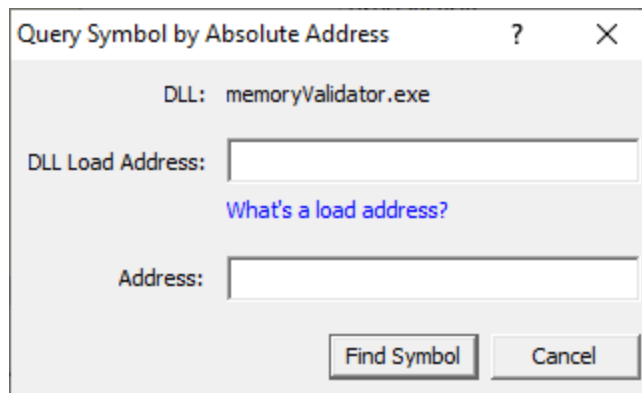 Query Symbol by Absolute Address ?
DLL: memoryValidator.exe
DLL Load Address:
What's a load address?
Address:
Find Symbol Cancel